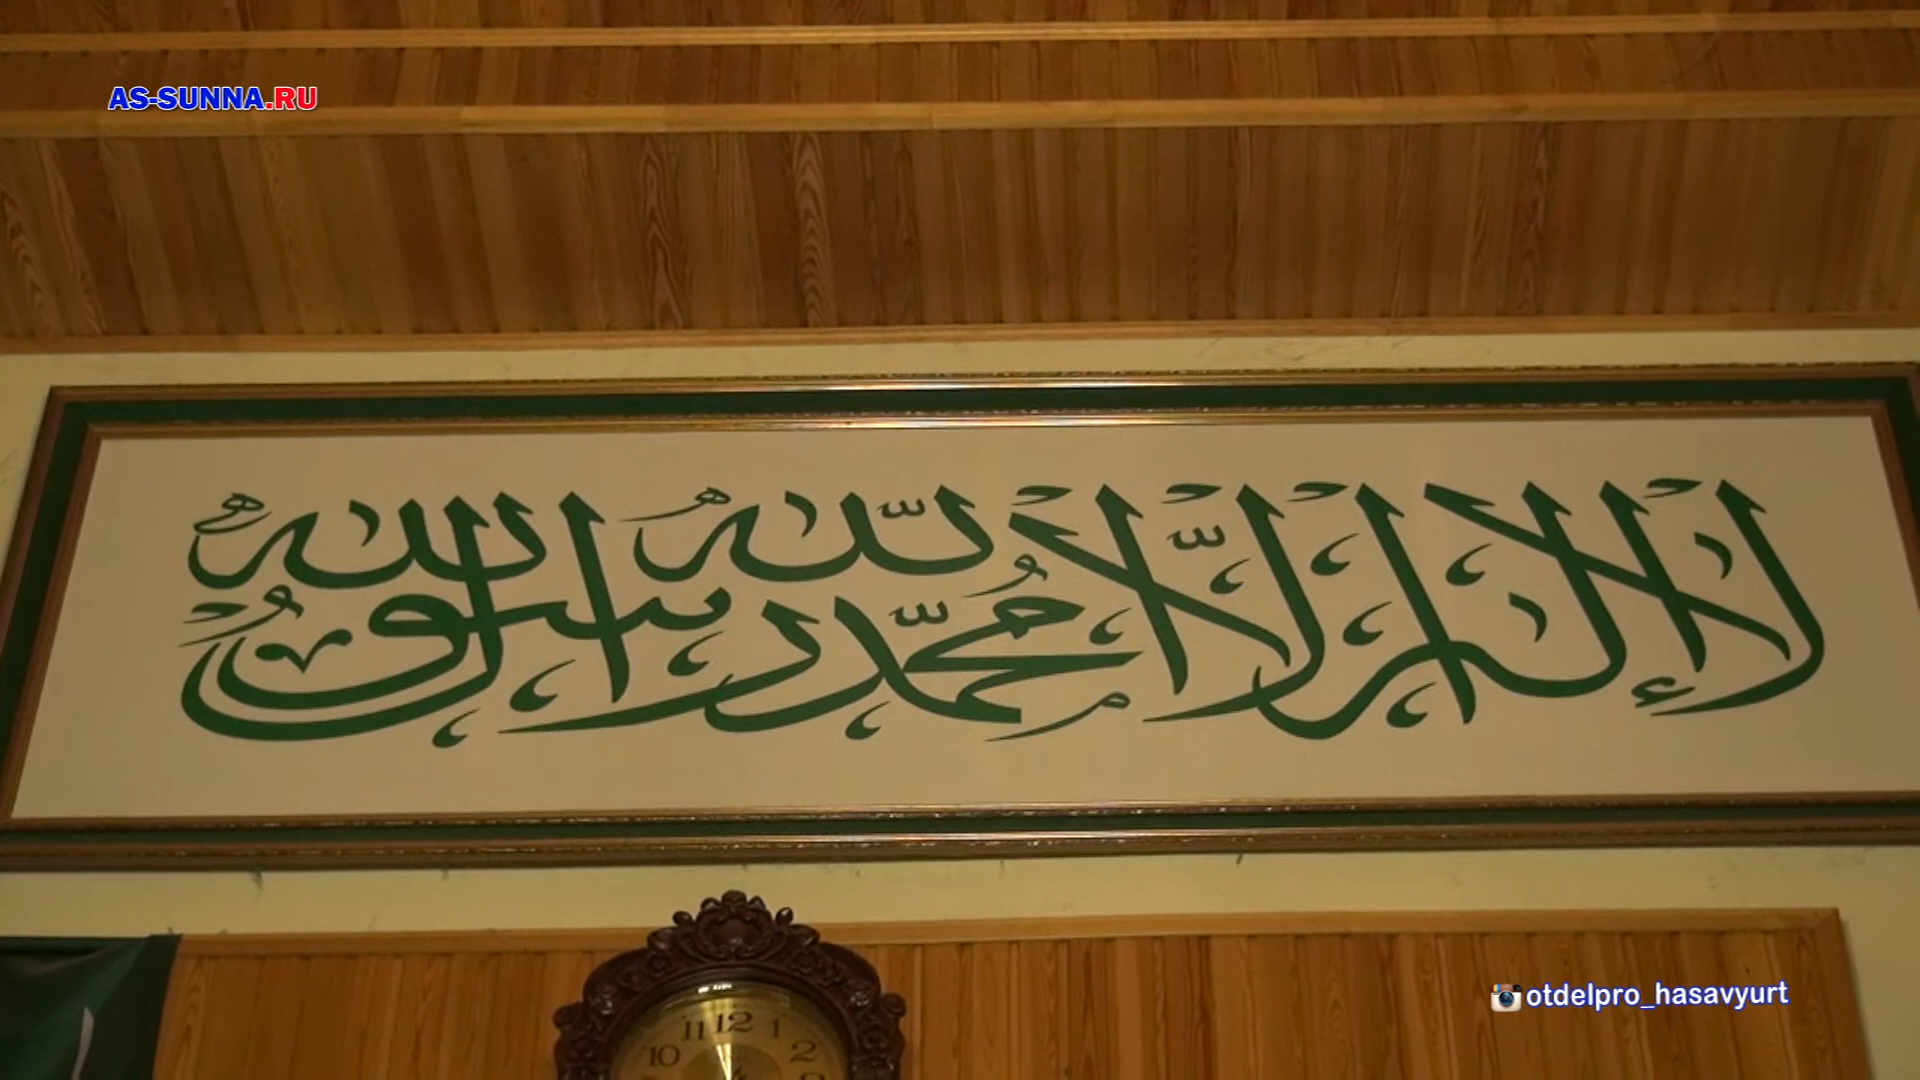 AS-SUNNA.RU
لا إله إلا الله محمد رسول الله
11 12 1
10 2
otdelpro_hasavyurt